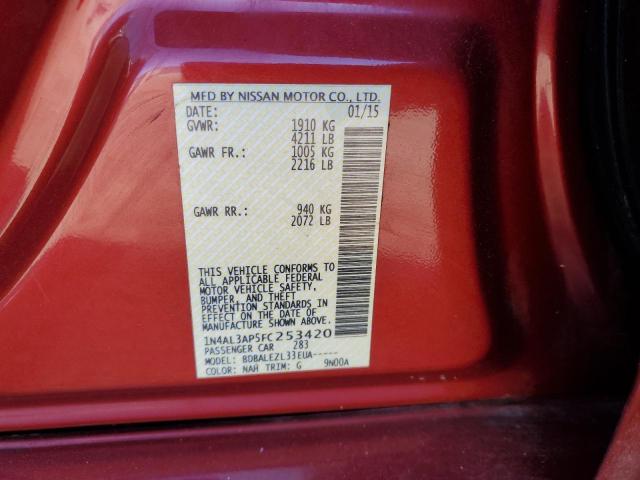 MFD BY NISSAN MOTOR CO., LTD.
DATE: 01/15
GVWR: 1910 KG
4211 LB
GAWR FR.: 1005 KG
2216 LB
GAWR RR.: 940 KG
2072 LB
THIS VEHICLE CONFORMS TO
ALL APPLICABLE FEDERAL
MOTOR VEHICLE SAFETY,
BUMPER, AND THEFT
PREVENTION STANDARDS IN
EFFECT ON THE DATE OF
MANUFACTURE SHOWN ABOVE.
1N4AL3AP5FC253420
PASSENGER CAR 283
MODEL: BDBALEZL33EUA-----
COLOR: NAH TRIM: G 9N00A